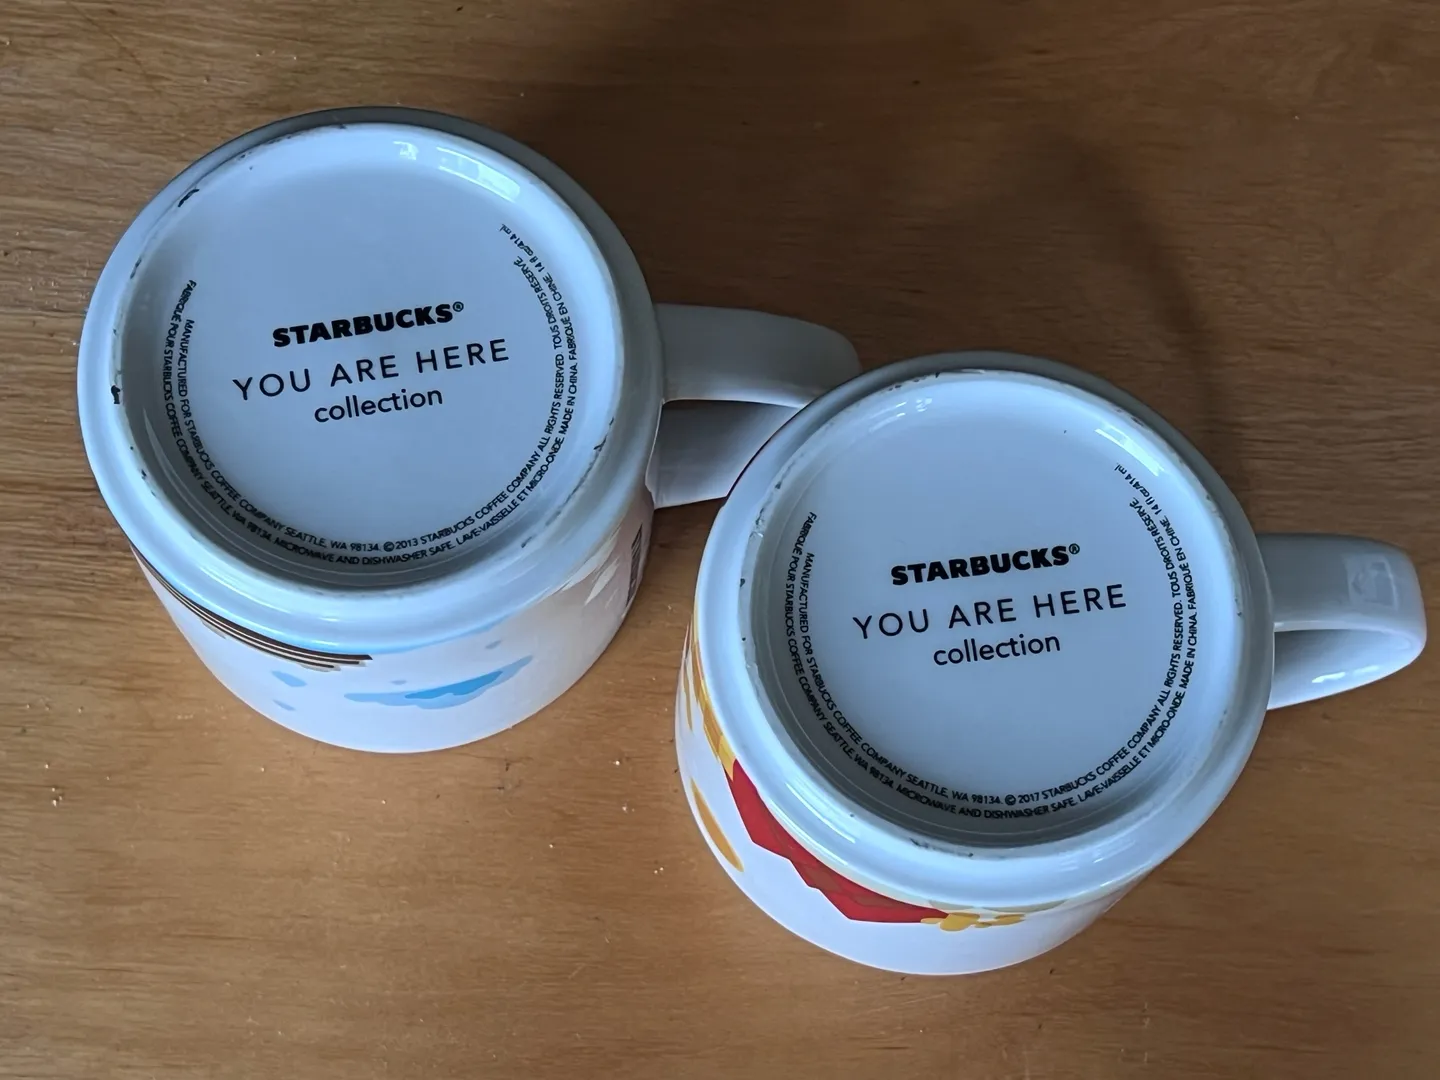 STARBUCKS®
YOU ARE HERE
collection
MANUFACTURED FOR STARBUCKS COFFEE COMPANY SEATTLE, WA 98134. © 2013 STARBUCKS COFFEE COMPANY ALL RIGHTS RESERVED. TOUS DROITS RÉSERVÉ.
FABRIQUÉ POUR STARBUCKS COFFEE COMPANY SEATTLE, WA 98134. MICROWAVE AND DISHWASHER SAFE. LAVE-VAISSELLE ET MICRO-ONDE. MADE IN CHINA. FABRIQUÉ EN CHINE. 14 fl oz/414 ml.
STARBUCKS®
YOU ARE HERE
collection
MANUFACTURED FOR STARBUCKS COFFEE COMPANY SEATTLE, WA 98134. © 2017 STARBUCKS COFFEE COMPANY ALL RIGHTS RESERVED. TOUS DROITS RÉSERVÉ.
FABRIQUÉ POUR STARBUCKS COFFEE COMPANY SEATTLE, WA 98134. MICROWAVE AND DISHWASHER SAFE. LAVE-VAISSELLE ET MICRO-ONDE. MADE IN CHINA. FABRIQUÉ EN CHINE. 14 fl oz/414 ml.